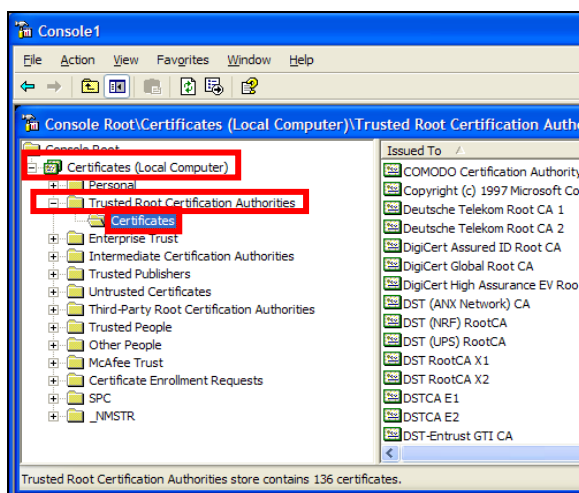 Console1
File Action View Favorites Window Help
Console Root\Certificates (Local Computer)\Trusted Root Certification Autho
Console Root
Certificates (Local Computer)
Personal
Trusted Root Certification Authorities
Certificates
Enterprise Trust
Intermediate Certification Authorities
Trusted Publishers
Untrusted Certificates
Third-Party Root Certification Authorities
Trusted People
Other People
McAfee Trust
Certificate Enrollment Requests
SPC
_NMSTR
Issued To
COMODO Certification Authority
Copyright (c) 1997 Microsoft Co
Deutsche Telekom Root CA 1
Deutsche Telekom Root CA 2
DigiCert Assured ID Root CA
DigiCert Global Root CA
DigiCert High Assurance EV Roo
DST (ANX Network) CA
DST (NRF) RootCA
DST (UPS) RootCA
DST RootCA X1
DST RootCA X2
DSTCA E1
DSTCA E2
DST-Entrust GTI CA
Trusted Root Certification Authorities store contains 136 certificates.